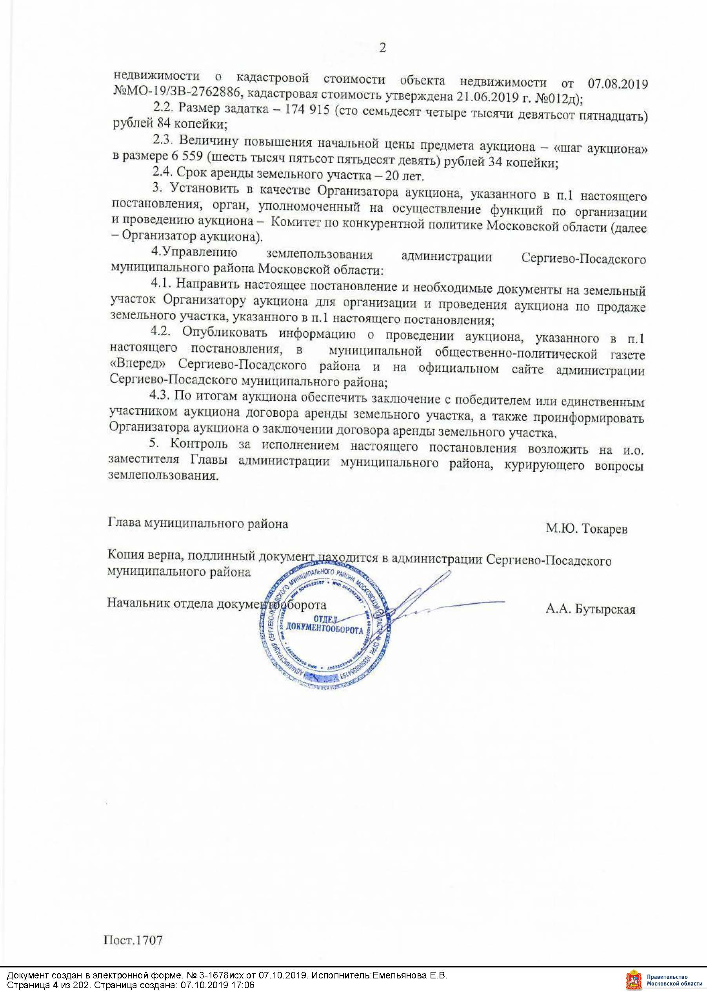 2
недвижимости о кадастровой стоимости объекта недвижимости от 07.08.2019
№МО-19/ЗВ-2762886, кадастровая стоимость утверждена 21.06.2019 г. №012д);
2.2. Размер задатка – 174 915 (сто семьдесят четыре тысячи девятьсот пятнадцать)
рублей 84 копейки;
2.3. Величину повышения начальной цены предмета аукциона – «шаг аукциона»
в размере 6 559 (шесть тысяч пятьсот пятьдесят девять) рублей 34 копейки;
2.4. Срок аренды земельного участка – 20 лет.
3. Установить в качестве Организатора аукциона, указанного в п.1 настоящего
постановления, орган, уполномоченный на осуществление функций по организации
и проведению аукциона – Комитет по конкурентной политике Московской области (далее
– Организатор аукциона).
4.Управлению землепользования администрации Сергиево-Посадского
муниципального района Московской области:
4.1. Направить настоящее постановление и необходимые документы на земельный
участок Организатору аукциона для организации и проведения аукциона по продаже
земельного участка, указанного в п.1 настоящего постановления;
4.2. Опубликовать информацию о проведении аукциона, указанного в п.1
настоящего постановления, в муниципальной общественно-политической газете
«Вперед» Сергиево-Посадского района и на официальном сайте администрации
Сергиево-Посадского муниципального района;
4.3. По итогам аукциона обеспечить заключение с победителем или единственным
участником аукциона договора аренды земельного участка, а также проинформировать
Организатора аукциона о заключении договора аренды земельного участка.
5. Контроль за исполнением настоящего постановления возложить на и.о.
заместителя Главы администрации муниципального района, курирующего вопросы
землепользования.
Глава муниципального района М.Ю. Токарев
Копия верна, подлинный документ находится в администрации Сергиево-Посадского
муниципального района
Начальник отдела документооборота А.А. Бутырская
АДМИНИСТРАЦИЯ СЕРГИЕВО-ПОСАДСКОГО МУНИЦИПАЛЬНОГО РАЙОНА МОСКОВСКОЙ ОБЛАСТИ * ОГРН 1035008354193
ОТДЕЛ
ДОКУМЕНТООБОРОТА
Пост.1707
Документ создан в электронной форме. № 3-1678исх от 07.10.2019. Исполнитель:Емельянова Е.В.
Страница 4 из 202. Страница создана: 07.10.2019 17:06
Правительство
Московской области